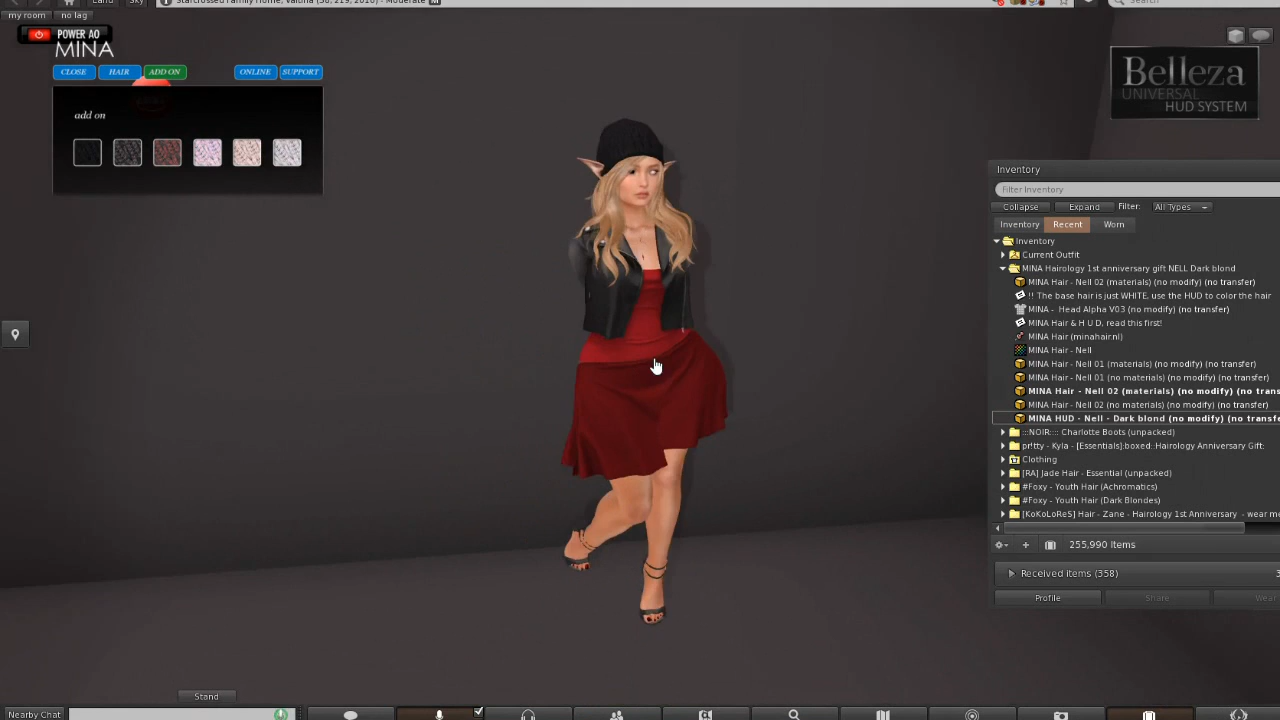 Land
Sky
Starcrossed Family Home, Valuna (56, 219, 2010) - Moderate
Search
my room
no lag
POWER AO
MINA
CLOSE
HAIR
ADD ON
ONLINE
SUPPORT
add on
Belleza
UNIVERSAL
HUD SYSTEM
Inventory
Filter Inventory
Collapse
Expand
Filter:
All Types
Inventory
Recent
Worn
Inventory
Current Outfit
MINA Hairology 1st anniversary gift NELL Dark blond
MINA Hair - Nell 02 (materials) (no modify) (no transfer)
!! The base hair is just WHITE, use the HUD to color the hair
MINA - Head Alpha V03 (no modify) (no transfer)
MINA Hair & H U D, read this first!
MINA Hair (minahair.nl)
MINA Hair - Nell
MINA Hair - Nell 01 (materials) (no modify) (no transfer)
MINA Hair - Nell 01 (no materials) (no modify) (no transfer)
MINA Hair - Nell 02 (materials) (no modify) (no trans
MINA Hair - Nell 02 (no materials) (no modify) (no transfer)
MINA HUD - Nell - Dark blond (no modify) (no transfe
:::NOIR:::: Charlotte Boots (unpacked)
pr!tty - Kyla - [Essentials]:boxed::Hairology Anniversary Gift:
Clothing
[RA] Jade Hair - Essential (unpacked)
#Foxy - Youth Hair (Achromatics)
#Foxy - Youth Hair (Dark Blondes)
[KoKoLoReS] Hair - Zane - Hairology 1st Anniversary - wear me
255,990 Items
Received Items (358)
Profile
Share
Wear
Stand
Nearby Chat